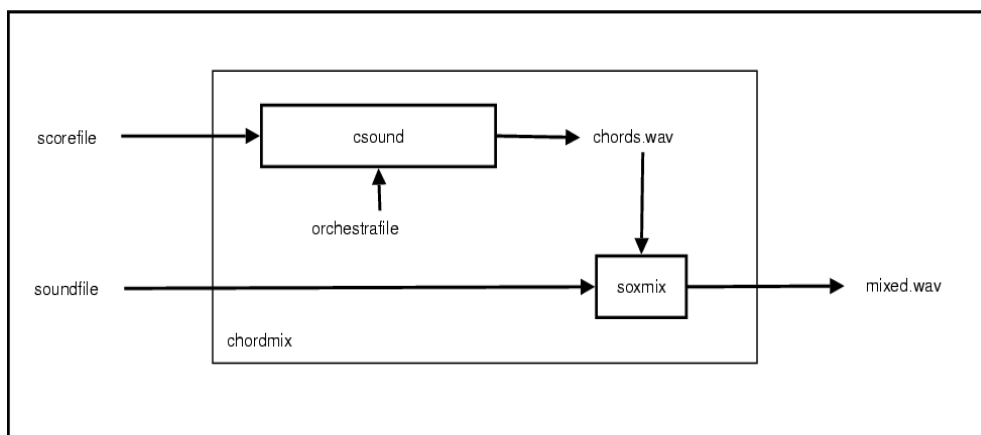 scorefile
csound
chords.wav
orchestrafile
soundfile
soxmix
mixed.wav
chordmix